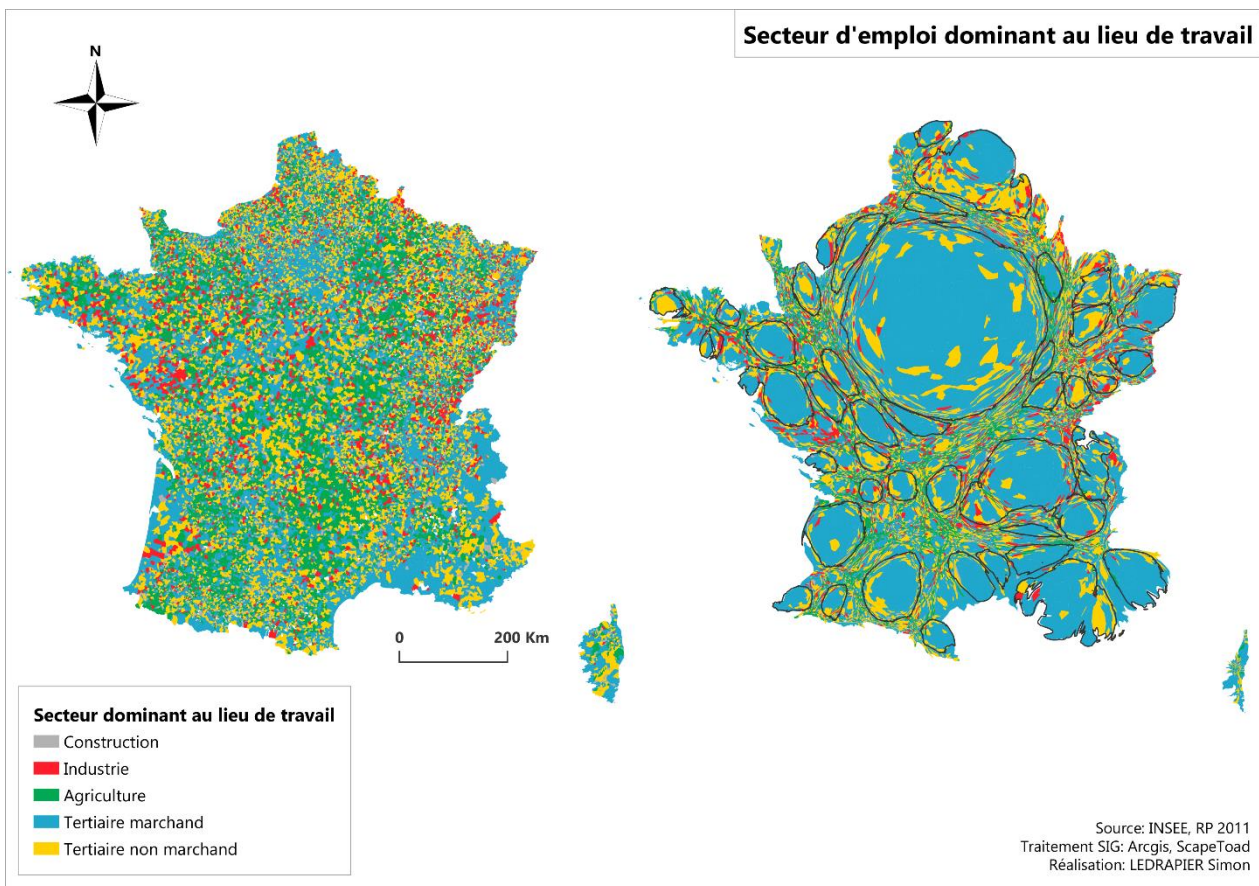 Secteur d'emploi dominant au lieu de travail
N
0 200 Km
Secteur dominant au lieu de travail
Construction
Industrie
Agriculture
Tertiaire marchand
Tertiaire non marchand
Source: INSEE, RP 2011
Traitement SIG: Arcgis, ScapeToad
Réalisation: LEDRAPIER Simon